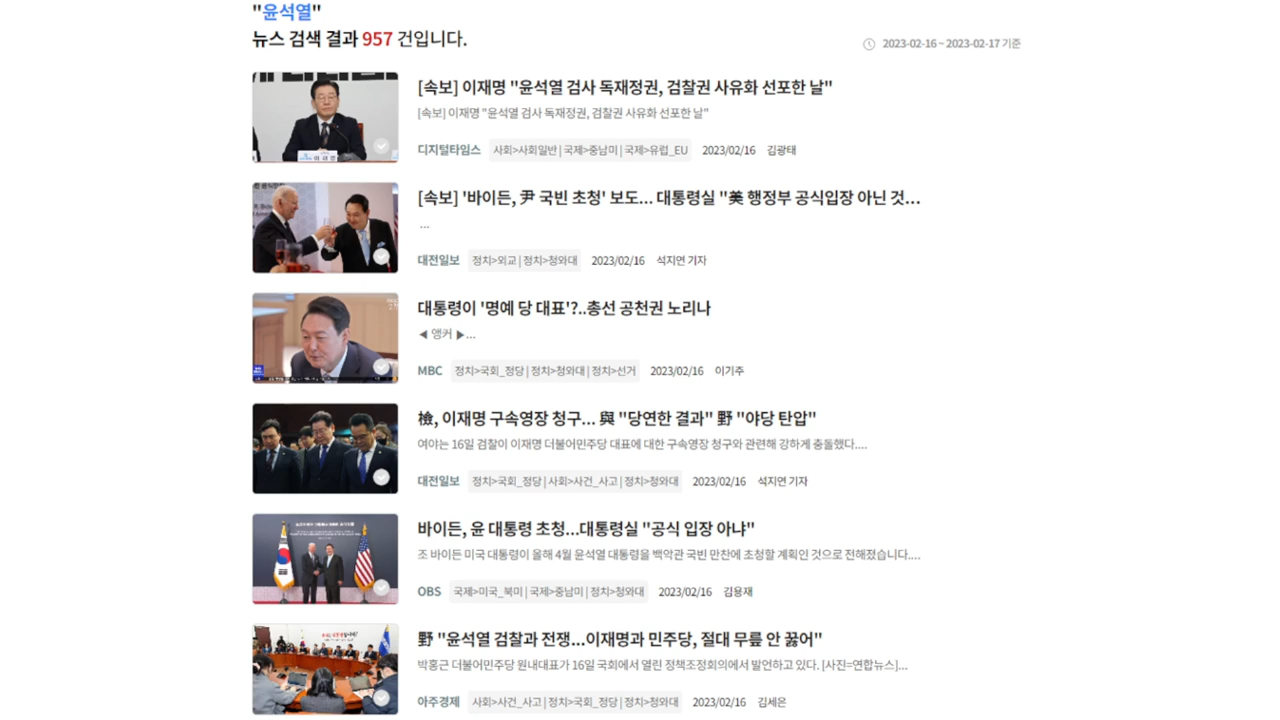 "윤석열"
뉴스 검색 결과 957 건입니다.
2023-02-16 ~ 2023-02-17 기준
[속보] 이재명 "윤석열 검사 독재정권, 검찰권 사유화 선포한 날"
[속보] 이재명 "윤석열 검사 독재정권, 검찰권 사유화 선포한 날"
디지털타임스 사회>사회일반 | 국제>중남미 | 국제>유럽_EU 2023/02/16 김광태
[속보] '바이든, 尹 국빈 초청' 보도... 대통령실 "美 행정부 공식입장 아닌 것...
...
대전일보 정치>외교 | 정치>청와대 2023/02/16 석지연 기자
대통령이 '명예 당 대표'?..총선 공천권 노리나
◀ 앵커 ▶...
MBC 정치>국회_정당 | 정치>청와대 | 정치>선거 2023/02/16 이기주
檢, 이재명 구속영장 청구... 與 "당연한 결과" 野 "야당 탄압"
여야는 16일 검찰이 이재명 더불어민주당 대표에 대한 구속영장 청구와 관련해 강하게 충돌했다....
대전일보 정치>국회_정당 | 사회>사건_사고 | 정치>청와대 2023/02/16 석지연 기자
바이든, 윤 대통령 초청...대통령실 "공식 입장 아냐"
조 바이든 미국 대통령이 올해 4월 윤석열 대통령을 백악관 국빈 만찬에 초청할 계획인 것으로 전해졌습니다....
OBS 국제>미국_북미 | 국제>중남미 | 정치>청와대 2023/02/16 김용재
野 "윤석열 검찰과 전쟁...이재명과 민주당, 절대 무릎 안 꿇어"
박홍근 더불어민주당 원내대표가 16일 국회에서 열린 정책조정회의에서 발언하고 있다. [사진=연합뉴스]...
아주경제 사회>사건_사고 | 정치>국회_정당 | 정치>청와대 2023/02/16 김세은